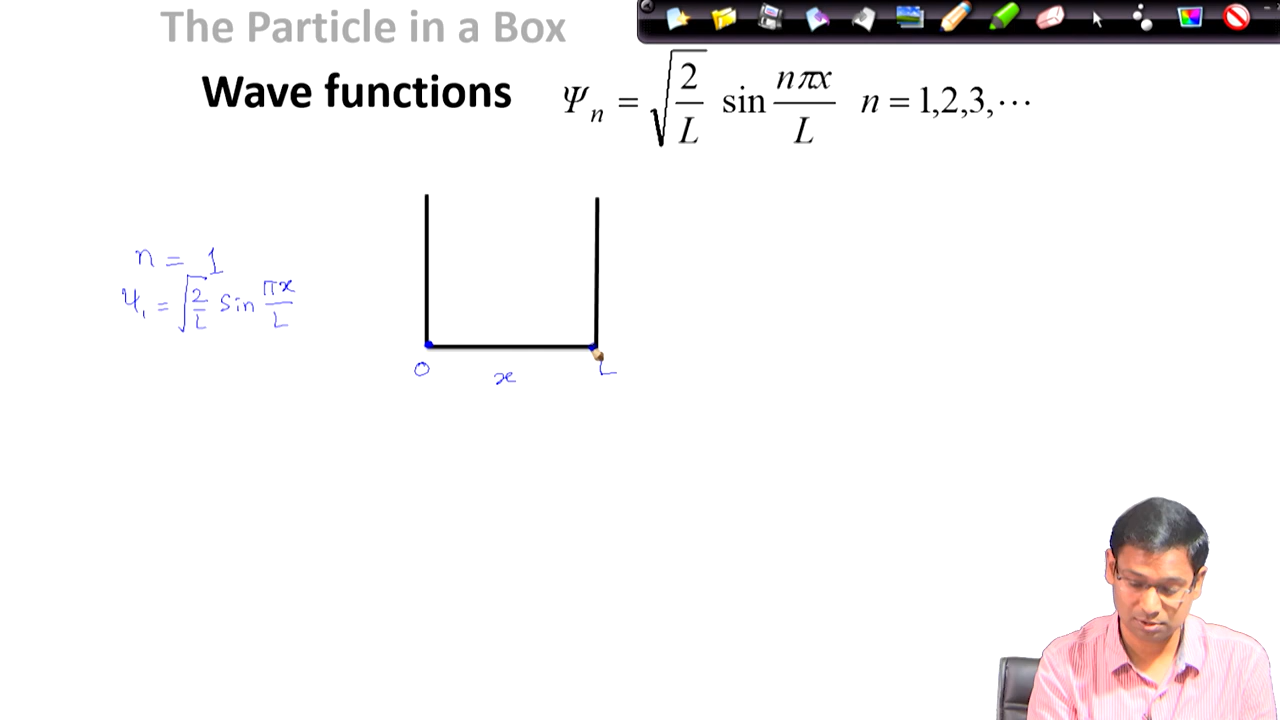 The Particle in a Box
Wave functions Ψₙ = √(2/L) sin nπx/L n = 1,2,3,⋯
n = 1
Ψ₁ = √(2/L) Sin πx/L
0 x L